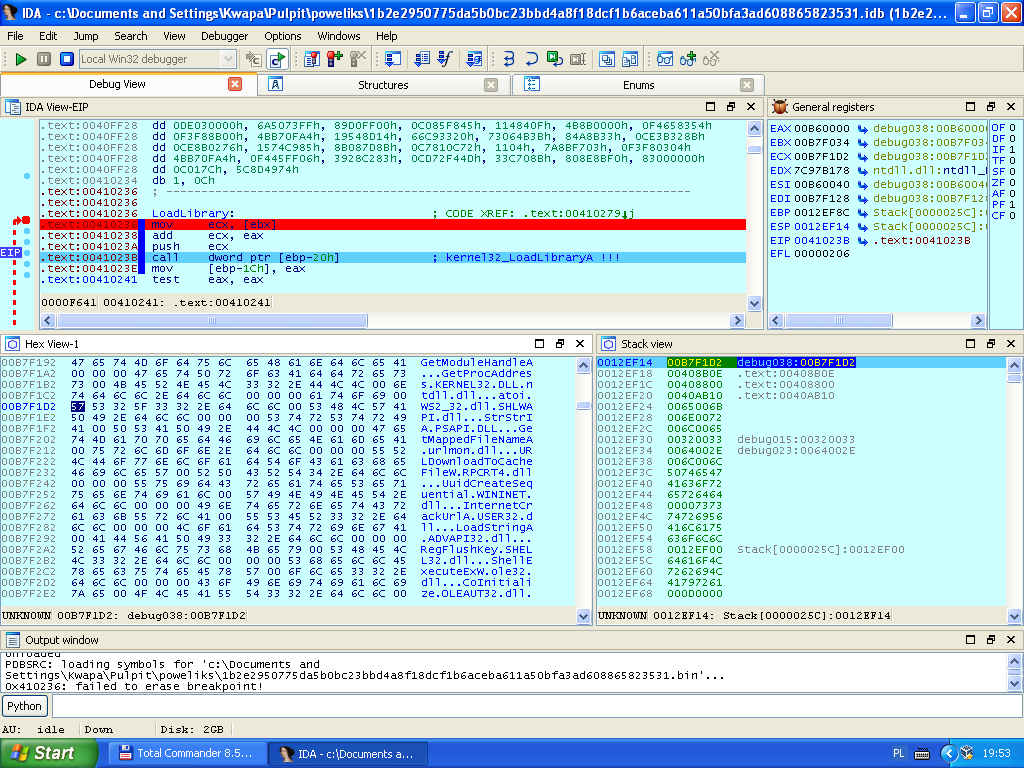 IDA - c:\Documents and Settings\Kwapa\Pulpit\poweliks\1b2e2950775da5b0bc23bbd4a8f18dcf1b6aceba611a50bfa3ad608865823531.idb (1b2e2...
File Edit Jump Search View Debugger Options Windows Help
Local Win32 debugger
Debug View Structures Enums
IDA View-EIP
.text:0040FF28 dd 0DE030000h, 6A5073FFh, 89D0FF00h, 0C085F845h, 114840Fh, 4B8B0000h, 0F4658354h
.text:0040FF28 dd 0F3F88B00h, 4BB70FA4h, 19548D14h, 66C93320h, 73064B3Bh, 84A8B33h, 0CE3B328Bh
.text:0040FF28 dd 0CE8B0276h, 1574C985h, 8B087D8Bh, 0C7810C72h, 1104h, 7A8BF703h, 0F3F80304h
.text:0040FF28 dd 4BB70FA4h, 0F445FF06h, 3928C283h, 0CD72F44Dh, 33C708Bh, 808E8BF0h, 83000000h
.text:0040FF28 dd 0C017Ch, 5C8D4974h
.text:00410234 db 1, 0Ch
.text:00410236 ; ---------------------------------------------------------------------------
.text:00410236
.text:00410236 LoadLibrary: ; CODE XREF: .text:00410279↓j
.text:00410236 mov ecx, [ebx]
.text:00410238 add ecx, eax
.text:0041023A push ecx
.text:0041023B call dword ptr [ebp-20h] ; kernel32_LoadLibraryA !!!
.text:0041023E mov [ebp-1Ch], eax
.text:00410241 test eax, eax
EIP
0000F641 00410241: .text:00410241
General registers
EAX 00B60000 debug038:00B6000
EBX 00B7F034 debug038:00B7F03
ECX 00B7F1D2 debug038:00B7F1D
EDX 7C97B178 ntdll.dll:ntdll_
ESI 00B60040 debug038:00B6004
EDI 00B7F128 debug038:00B7F12
EBP 0012EF8C Stack[0000025C]:
ESP 0012EF14 Stack[0000025C]:
EIP 0041023B .text:0041023B
EFL 00000206
OF 0
DF 0
IF 1
TF 0
SF 0
ZF 0
AF 0
PF 1
CF 0
Hex View-1
00B7F192 47 65 74 4D 6F 64 75 6C 65 48 61 6E 64 6C 65 41 GetModuleHandleA
00B7F1A2 00 00 00 47 65 74 50 72 6F 63 41 64 64 72 65 73 ...GetProcAddres
00B7F1B2 73 00 4B 45 52 4E 45 4C 33 32 2E 44 4C 4C 00 6E s.KERNEL32.DLL.n
00B7F1C2 74 64 6C 6C 2E 64 6C 6C 00 00 00 00 61 74 6F 69 00 tdll.dll...atoi.
00B7F1D2 57 53 32 5F 33 32 2E 64 6C 6C 00 53 48 4C 57 41 WS2_32.dll.SHLWA
00B7F1E2 50 49 2E 64 6C 6C 00 00 00 53 74 72 53 74 72 49 PI.dll...StrStrI
00B7F1F2 41 00 50 53 41 50 49 2E 44 4C 4C 00 00 00 47 65 A.PSAPI.DLL...Ge
00B7F202 74 4D 61 70 70 65 64 46 69 6C 65 4E 61 6D 65 41 tMappedFileNameA
00B7F212 00 75 72 6C 6D 6F 6E 2E 64 6C 6C 00 00 00 55 52 .urlmon.dll...UR
00B7F222 4C 44 6F 77 6E 6C 6F 61 64 54 6F 43 61 63 68 65 LDownloadToCache
00B7F232 46 69 6C 65 57 00 52 50 43 52 54 34 2E 64 6C 6C FileW.RPCRT4.dll
00B7F242 00 00 00 55 75 69 64 43 72 65 61 74 65 53 65 71 ...UuidCreateSeq
00B7F252 75 65 6E 74 69 61 6C 00 57 49 4E 49 4E 45 54 2E uential.WININET.
00B7F262 64 6C 6C 00 00 00 49 6E 74 65 72 6E 65 74 43 72 dll...InternetCr
00B7F272 61 63 6B 55 72 6C 41 00 55 53 45 52 33 32 2E 64 ackUrlA.USER32.d
00B7F282 6C 6C 00 00 00 4C 6F 61 64 53 74 72 69 6E 67 41 ll...LoadStringA
00B7F292 00 41 44 56 41 50 49 33 32 2E 64 6C 6C 00 00 00 .ADVAPI32.dll...
00B7F2A2 52 65 67 46 6C 75 73 68 4B 65 79 00 53 48 45 4C RegFlushKey.SHEL
00B7F2B2 4C 33 32 2E 64 6C 6C 00 00 00 53 68 65 6C 6C 45 L32.dll...ShellE
00B7F2C2 78 65 63 75 74 65 45 78 57 00 6F 6C 65 33 32 2E xecuteExW.ole32.
00B7F2D2 64 6C 6C 00 00 00 43 6F 49 6E 69 74 69 61 6C 69 dll...CoInitiali
00B7F2E2 7A 65 00 4F 4C 45 41 55 54 33 32 2E 64 6C 6C 00 ze.OLEAUT32.dll.
UNKNOWN 00B7F1D2: debug038:00B7F1D2
Stack view
0012EF14 00B7F1D2 debug038:00B7F1D2
0012EF18 00408B0E .text:00408B0E
0012EF1C 00408800 .text:00408800
0012EF20 0040AB10 .text:0040AB10
0012EF24 0065006B
0012EF28 006E0072
0012EF2C 006C0065
0012EF30 00320033 debug015:00320033
0012EF34 0064002E debug023:0064002E
0012EF38 006C006C
0012EF3C 50746547
0012EF40 41636F72
0012EF44 65726464
0012EF48 00007373
0012EF4C 74726956
0012EF50 416C6175
0012EF54 636F6C6C
0012EF58 0012EF00 Stack[0000025C]:0012EF00
0012EF5C 64616F4C
0012EF60 7262694C
0012EF64 41797261
0012EF68 000D0000
UNKNOWN 0012EF14: Stack[0000025C]:0012EF14
Output window
PDBSRC: loading symbols for 'c:\Documents and
Settings\Kwapa\Pulpit\poweliks\1b2e2950775da5b0bc23bbd4a8f18dcf1b6aceba611a50bfa3ad608865823531.bin'...
0x410236: failed to erase breakpoint!
Python
AU: idle Down Disk: 2GB
Start Total Commander 8.5... IDA - c:\Documents a... PL 19:53